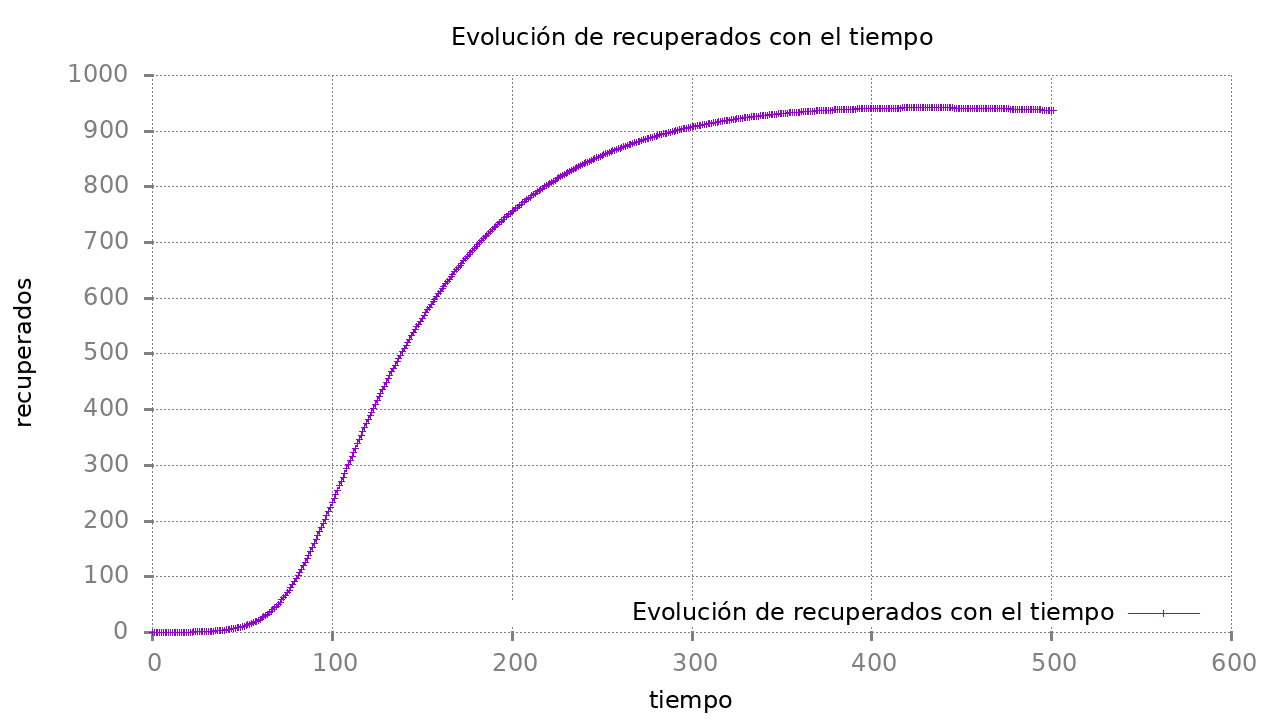 Evolución de recuperados con el tiempo
1000
900
800
700
600
500
400
300
200
100
0
recuperados
Evolución de recuperados con el tiempo
0 100 200 300 400 500 600
tiempo